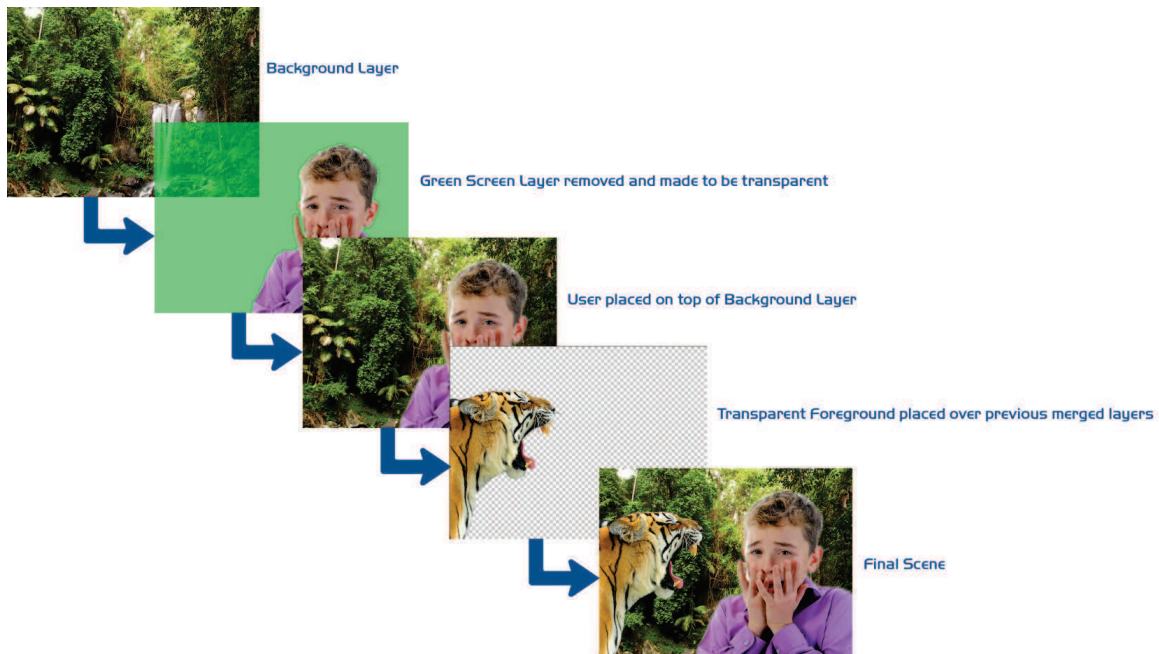 Background Layer
Green Screen Layer removed and made to be transparent
User placed on top of Background Layer
Transparent Foreground placed over previous merged layers
Final Scene